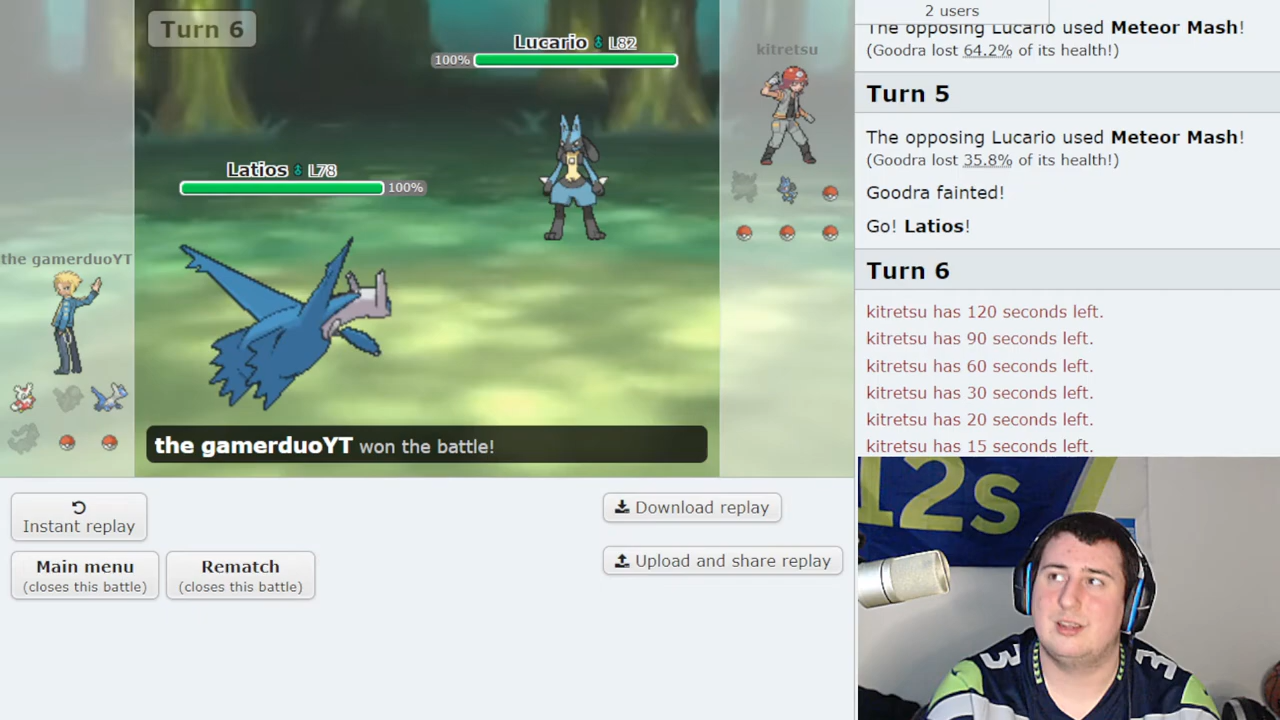 Turn 6
Lucario ♂ L82
100%
Latios ♂ L78
100%
kitretsu
the gamerduoYT
the gamerduoYT won the battle!
Instant replay
Download replay
Main menu
(closes this battle)
Rematch
(closes this battle)
Upload and share replay
2 users
The opposing Lucario used Meteor Mash!
(Goodra lost 64.2% of its health!)
Turn 5
The opposing Lucario used Meteor Mash!
(Goodra lost 35.8% of its health!)
Goodra fainted!
Go! Latios!
Turn 6
kitretsu has 120 seconds left.
kitretsu has 90 seconds left.
kitretsu has 60 seconds left.
kitretsu has 30 seconds left.
kitretsu has 20 seconds left.
kitretsu has 15 seconds left.
12s
3 3